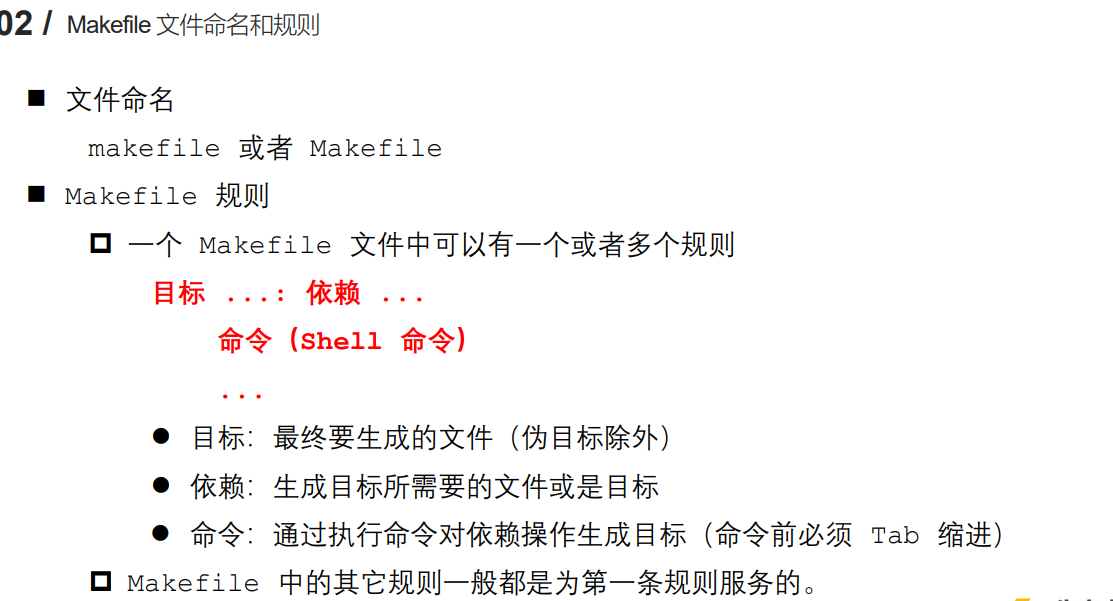 02 / Makefile 文件命名和规则
文件命名
makefile 或者 Makefile
Makefile 规则
一个 Makefile 文件中可以有一个或者多个规则
目标 ...: 依赖 ...
命令（Shell 命令）
...
目标：最终要生成的文件（伪目标除外）
依赖：生成目标所需要的文件或是目标
命令：通过执行命令对依赖操作生成目标（命令前必须 Tab 缩进）
Makefile 中的其它规则一般都是为第一条规则服务的。